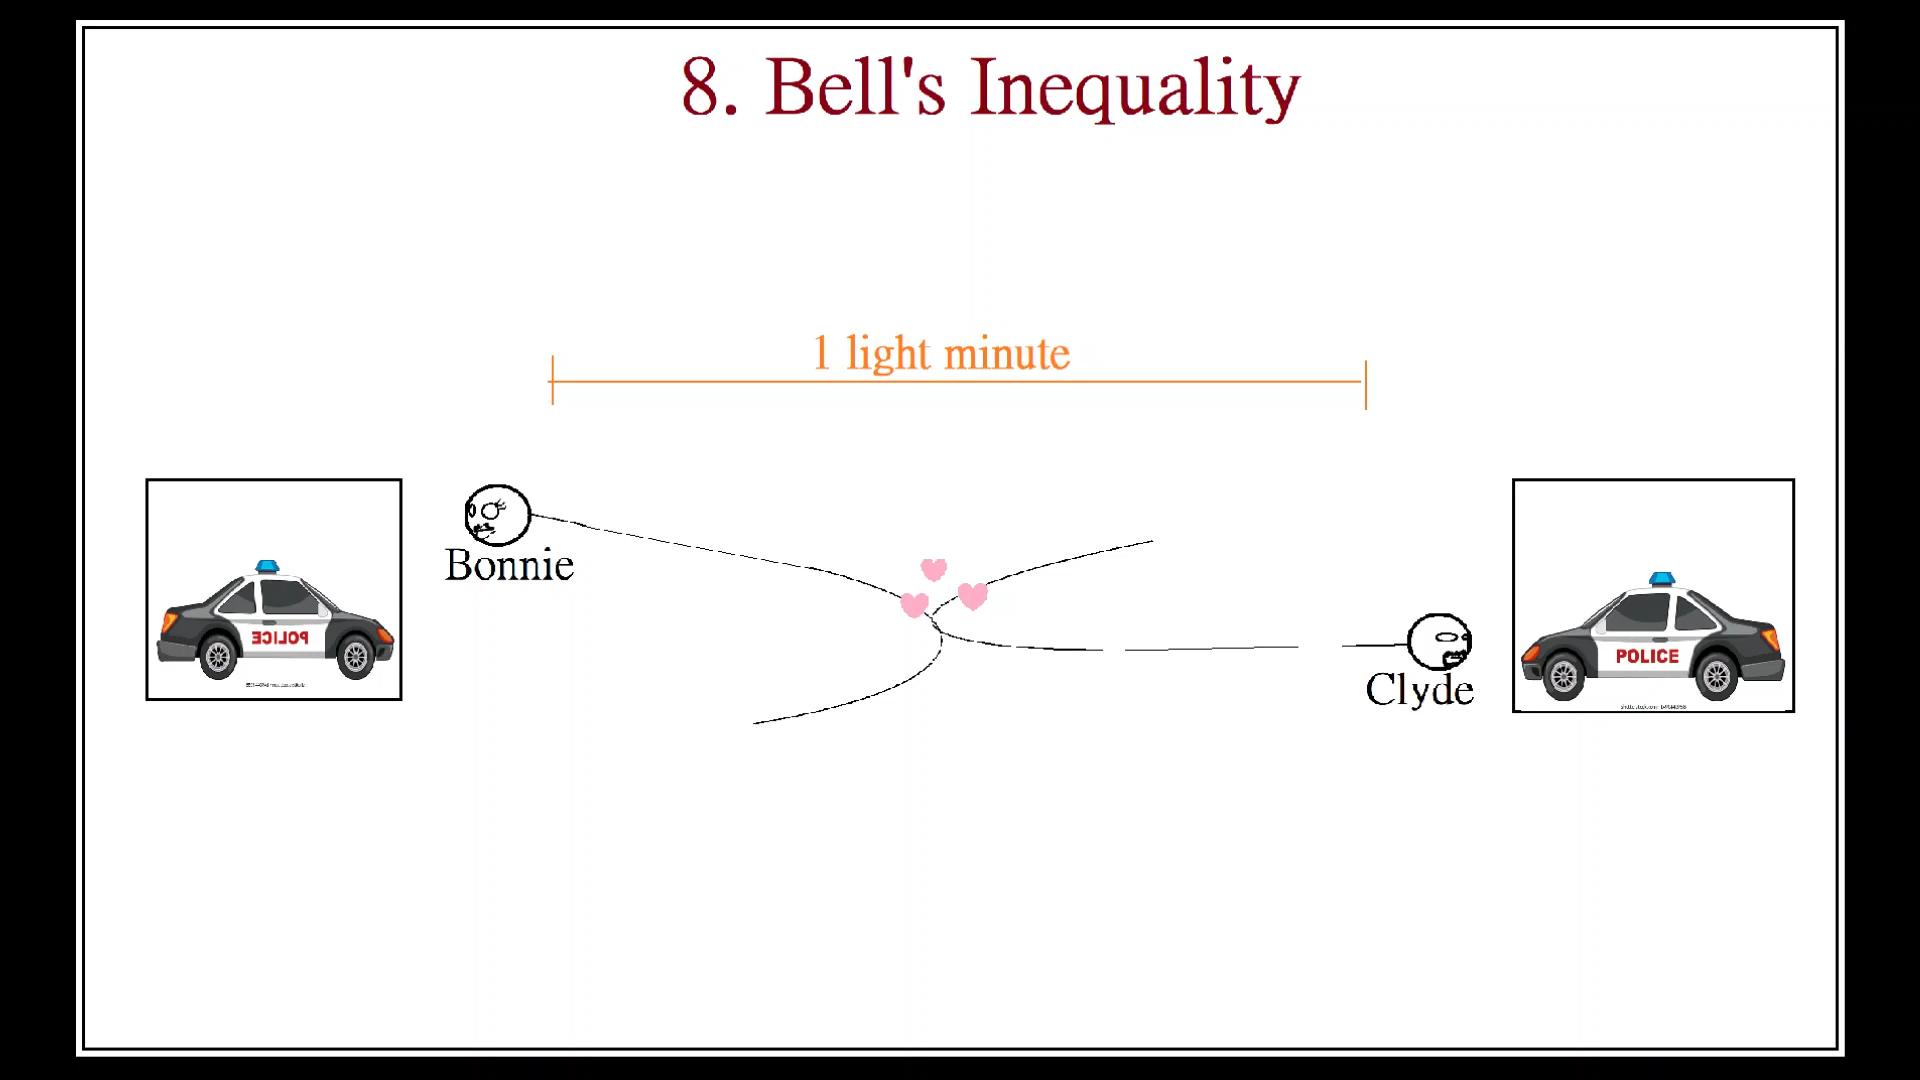 8. Bell's Inequality
1 light minute
Bonnie
POLICE
POLICE
Clyde